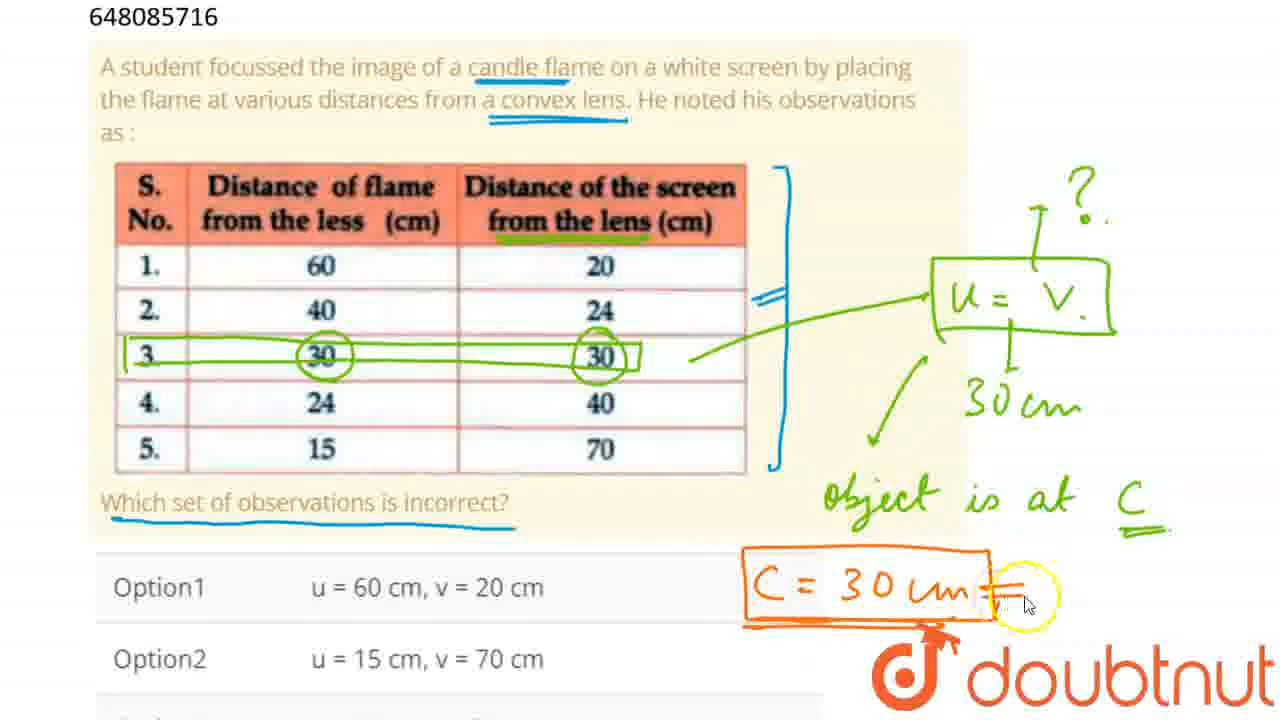 648085716
A student focussed the image of a candle flame on a white screen by placing
the flame at various distances from a convex lens. He noted his observations
as :
S. No. Distance of flame from the less (cm) Distance of the screen from the lens (cm)
1. 60 20
2. 40 24
3. 30 30
4. 24 40
5. 15 70
Which set of observations is incorrect?
Option1 u = 60 cm, v = 20 cm
Option2 u = 15 cm, v = 70 cm
?
u = v.
30 cm
object is at C
C = 30 cm =
doubtnut